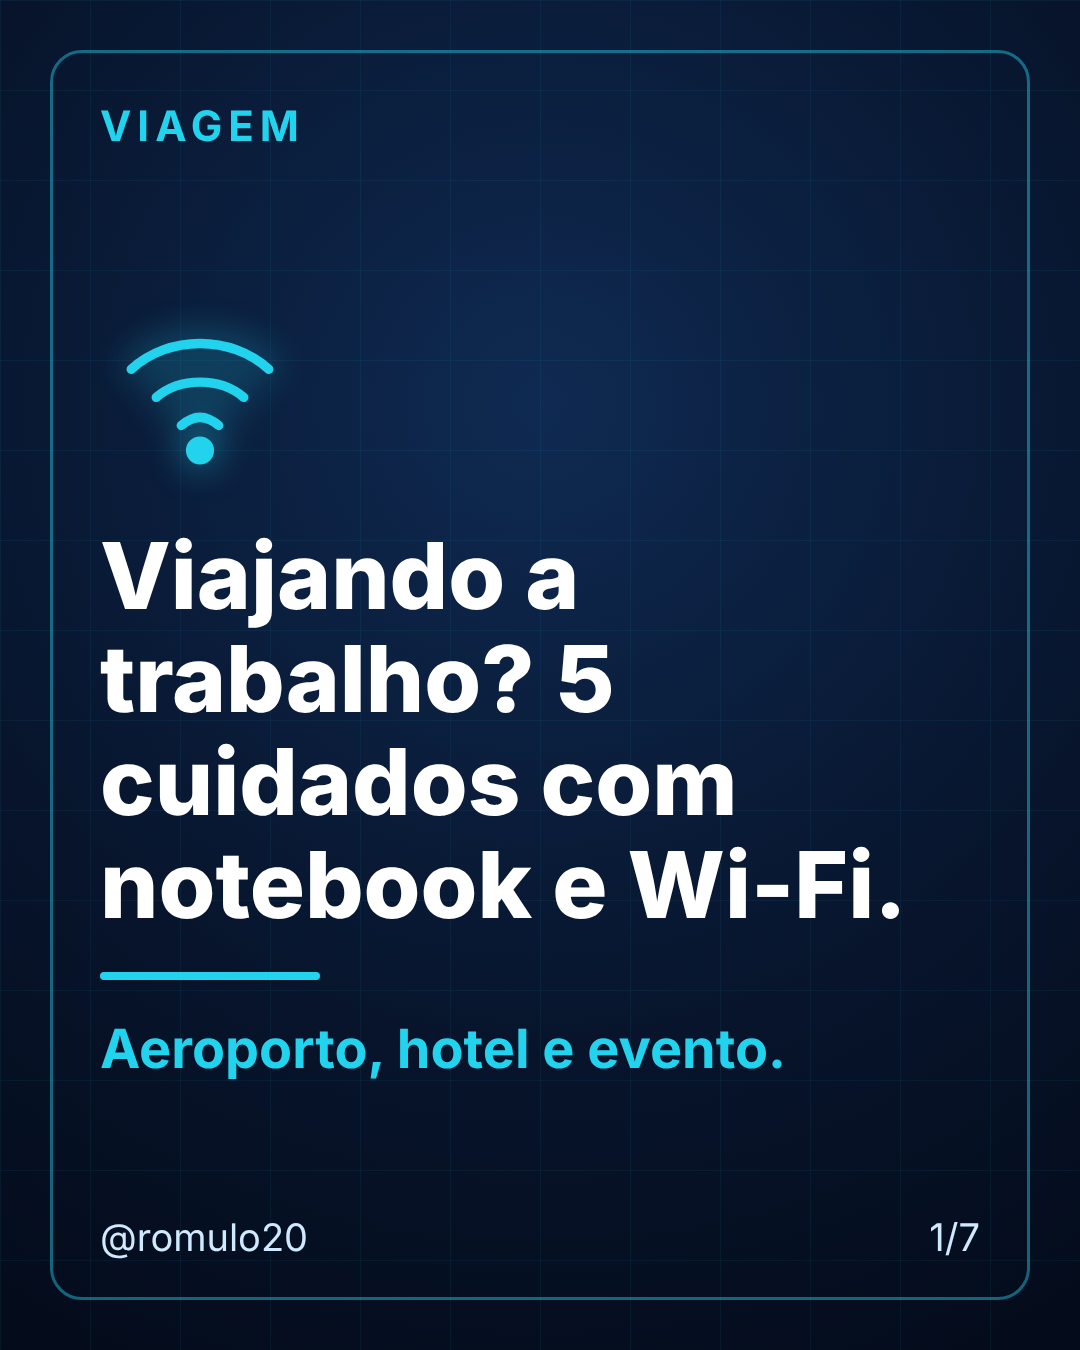 VIAGEM
Viajando a
trabalho? 5
cuidados com
notebook e Wi-Fi.
Aeroporto, hotel e evento.
@romulo20
1/7